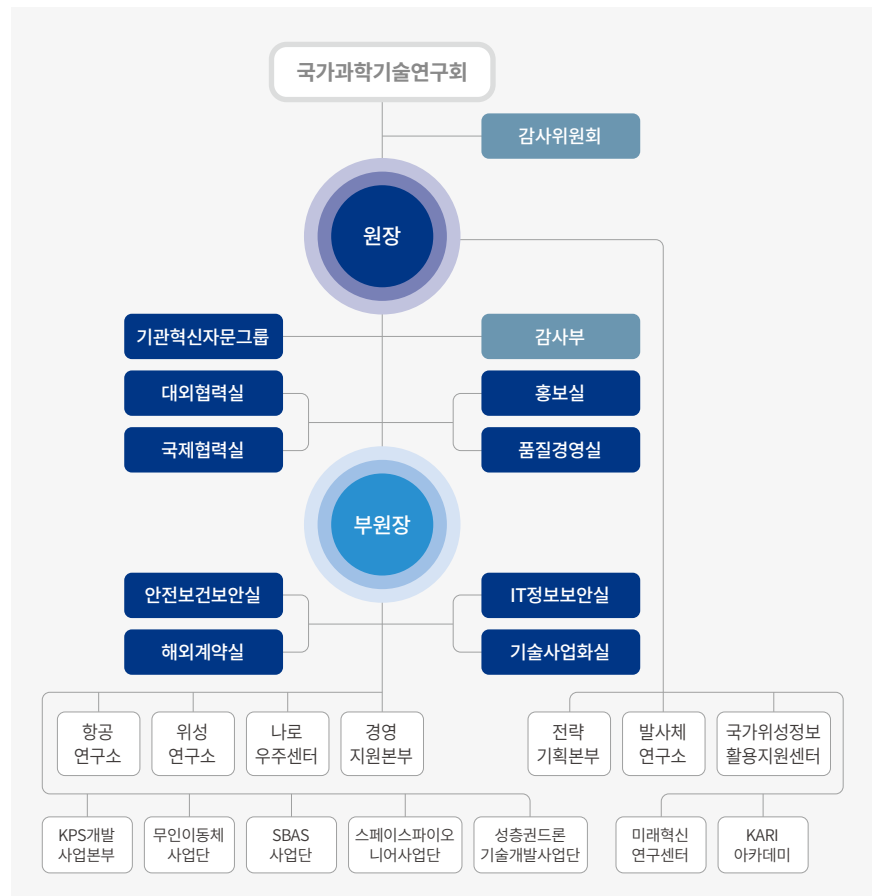 국가과학기술연구회
감사위원회
원장
기관혁신자문그룹
감사부
대외협력실
홍보실
국제협력실
품질경영실
부원장
안전보건보안실
IT정보보안실
해외계약실
기술사업화실
항공
연구소
위성
연구소
나로
우주센터
경영
지원본부
전략
기획본부
발사체
연구소
국가위성정보
활용지원센터
KPS개발
사업본부
무인이동체
사업단
SBAS
사업단
스페이스파이오
니어사업단
성층권드론
기술개발사업단
미래혁신
연구센터
KARI
아카데미